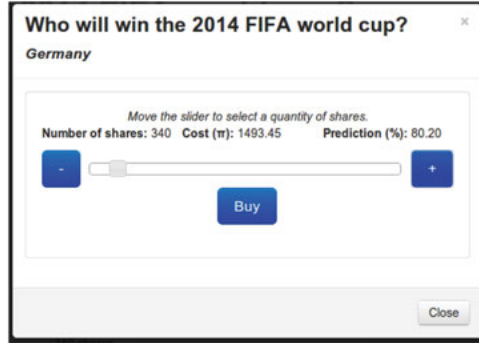 Who will win the 2014 FIFA world cup? ×
Germany
Move the slider to select a quantity of shares.
Number of shares: 340 Cost (π): 1493.45 Prediction (%): 80.20
- +
Buy
Close